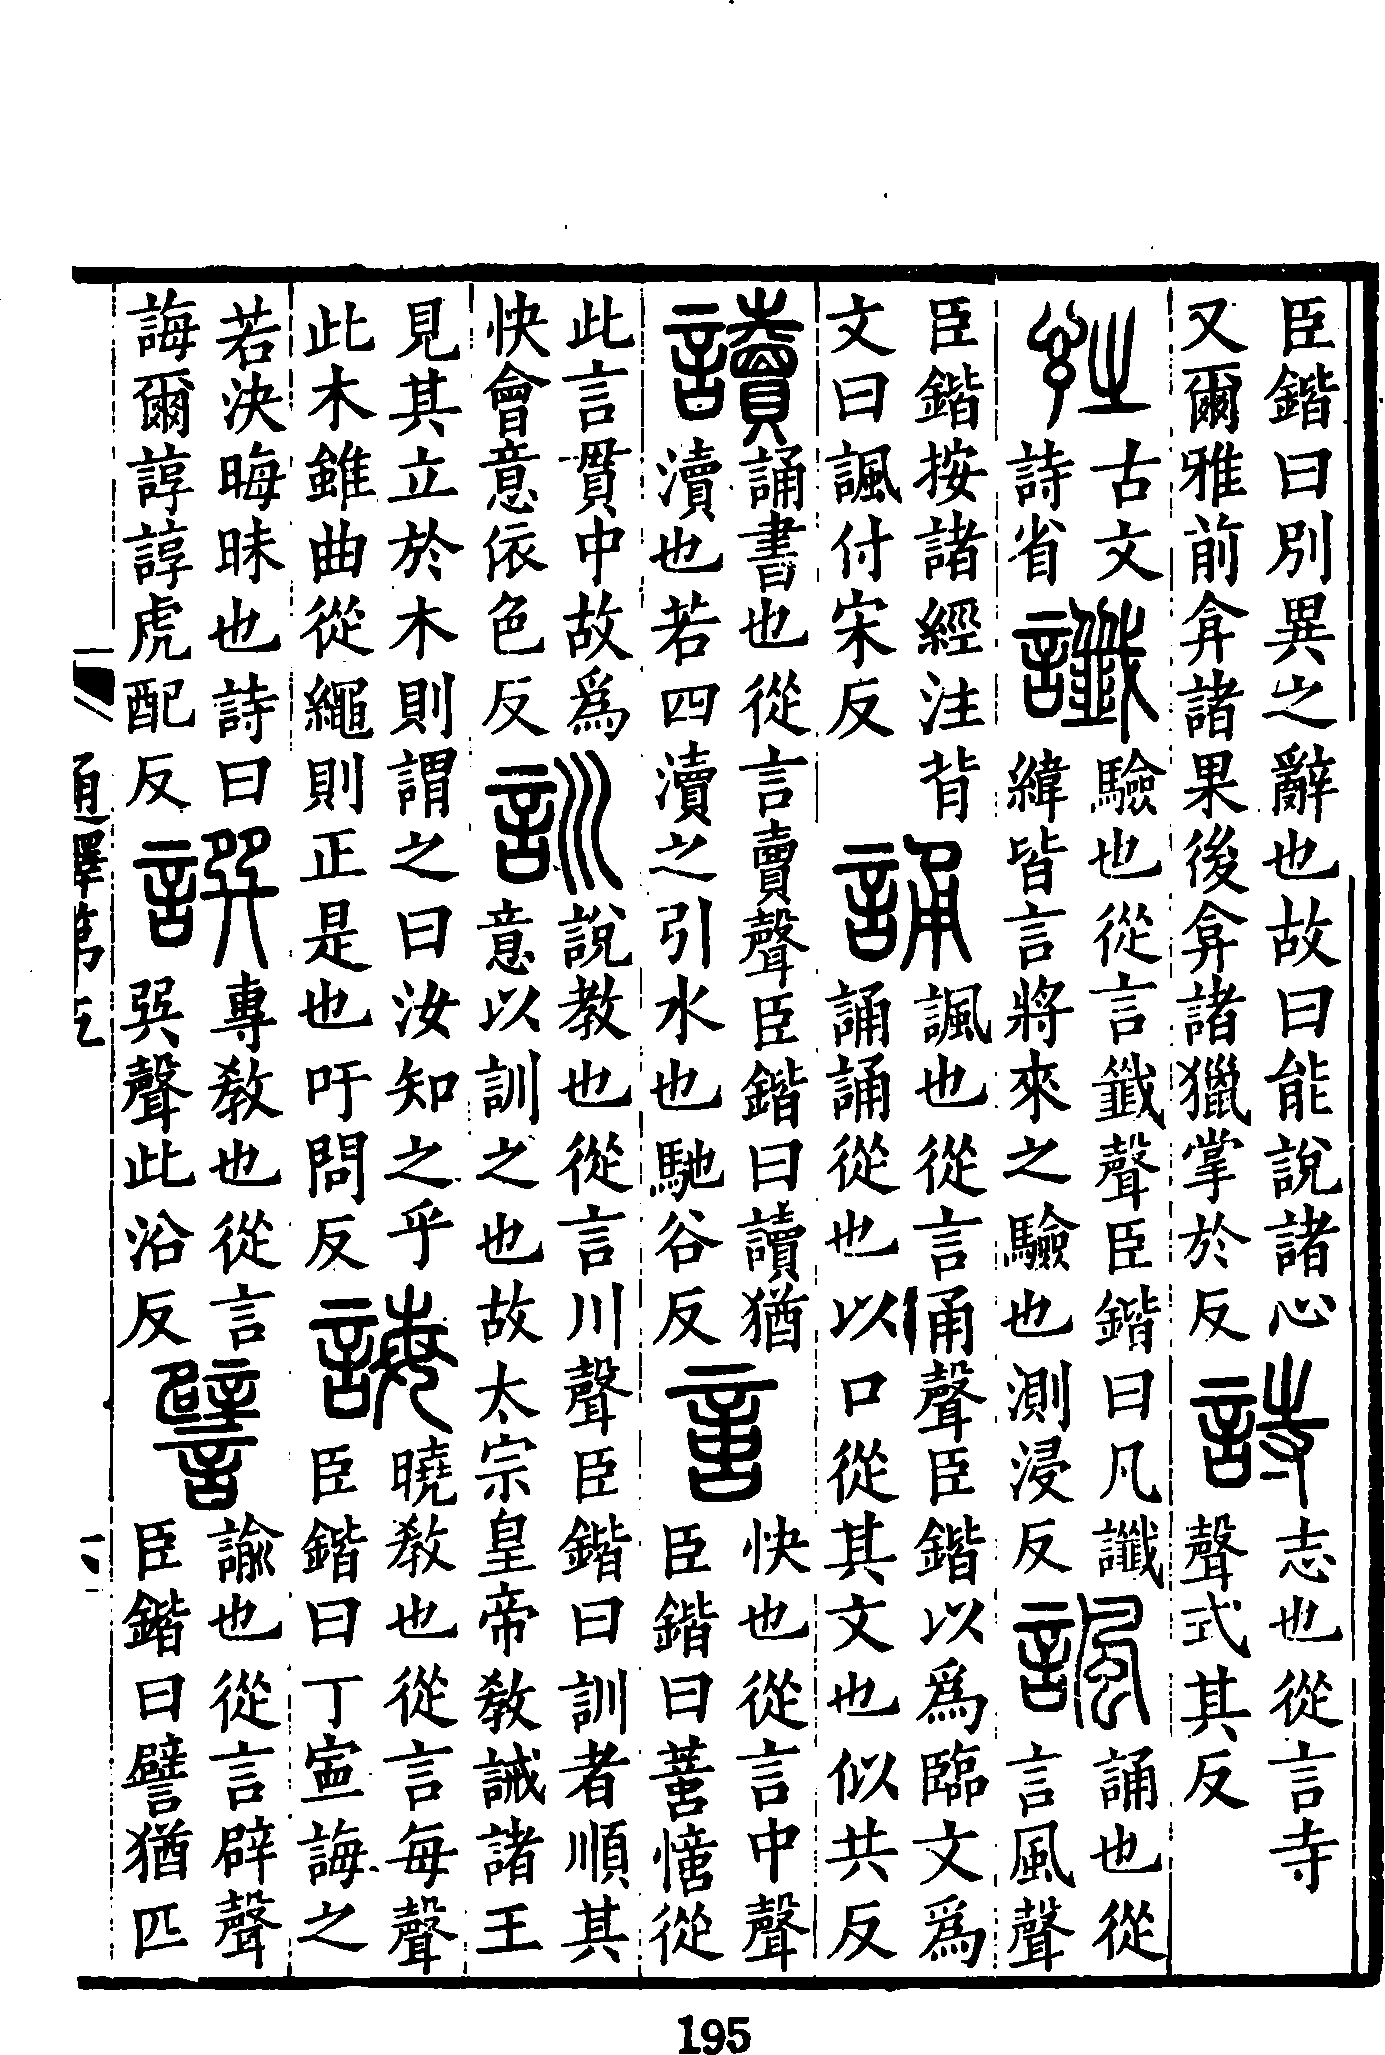 臣鍇曰別異之辭也故曰能說諸心
又爾雅前弇諸果後弇諸獵掌於反
詩
志也從言寺
聲式其反
𧥳
古文
詩省
讖
驗也從言韱聲臣鍇曰凡讖
緯皆言將來之驗也測浸反
諷
誦也從
言風聲
臣鍇按諸經注背
文曰諷付宋反
誦
諷也從言甬聲臣鍇以爲臨文爲
誦誦從也以口從其文也似共反
讀
誦書也從言賣聲臣鍇曰讀猶
瀆也若四瀆之引水也馳谷反
快也從言中聲
臣鍇曰從
此言貫中故爲
快會意依色反
訓
說教也從言川聲臣鍇曰訓者順其
意以訓之也故太宗皇帝敎誡諸王
見其立於木則謂之曰汝知之乎
此木雖曲從繩則正是也吁問反
誨
曉敎也從言每聲
臣鍇曰丁寍誨之
若決晦昧也詩曰
誨爾諄諄虎配反
譔
專敎也從言
巽聲此沿反
譬
諭也從言辟聲
臣鍇曰譬猶匹
通釋第五
二
195